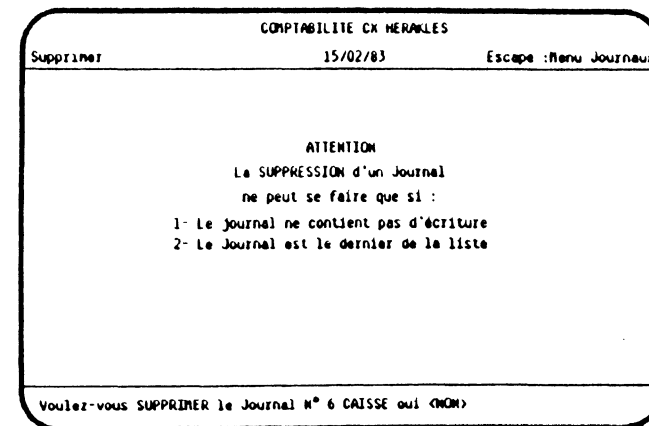 COMPTABILITE CX HERAKLES
Supprimer 15/02/83 Escape :Menu Journaux
ATTENTION
La SUPPRESSION d'un Journal
ne peut se faire que si :
1- Le journal ne contient pas d'écriture
2- Le Journal est le dernier de la liste
Voulez-vous SUPPRIMER le Journal N° 6 CAISSE oui <NON>